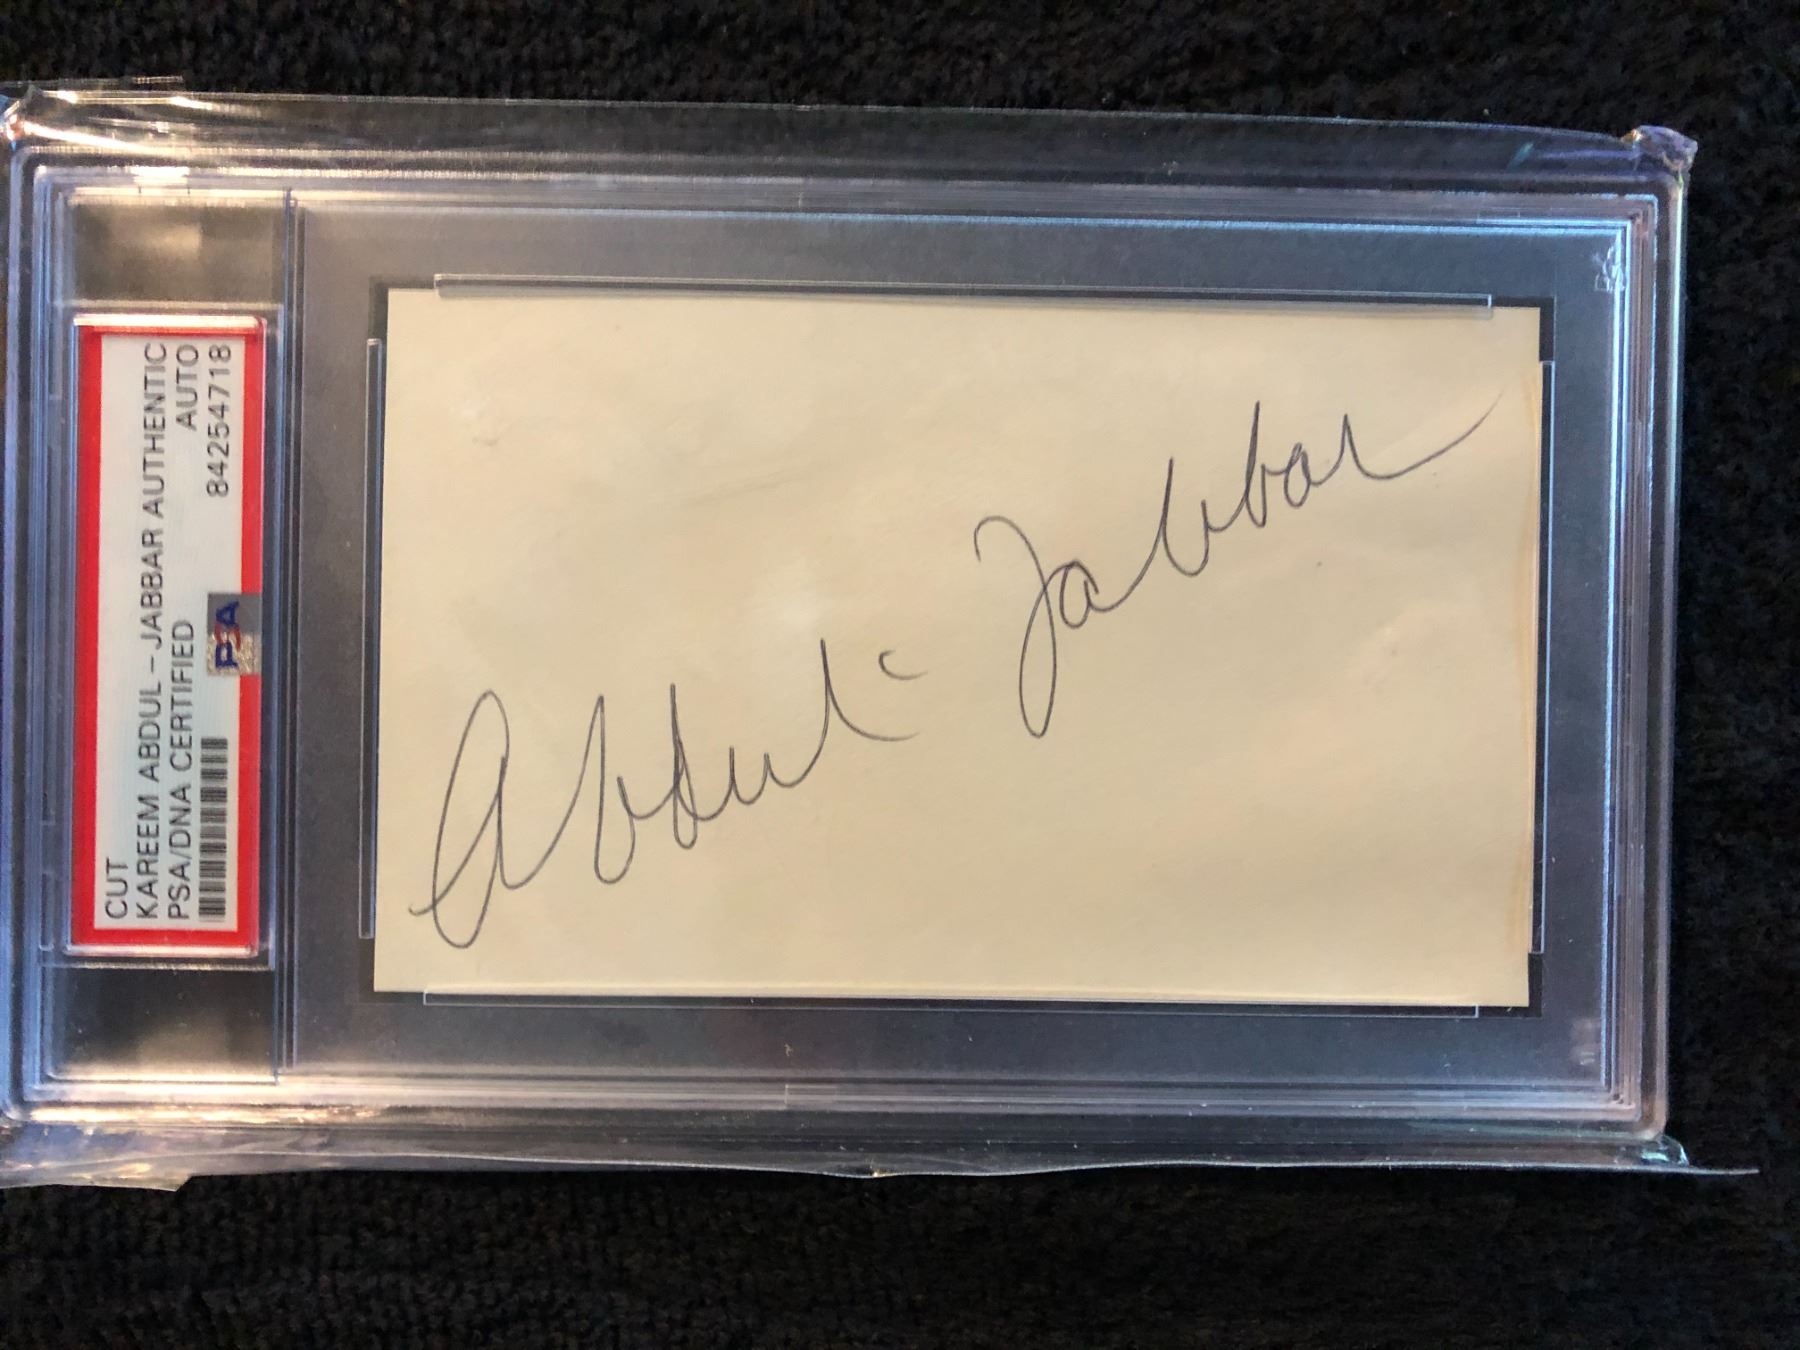 CUT
KAREEM ABDUL-JABBAR AUTHENTIC
PSA/DNA CERTIFIED AUTO
84254718
PSA
Abdul-Jabbar